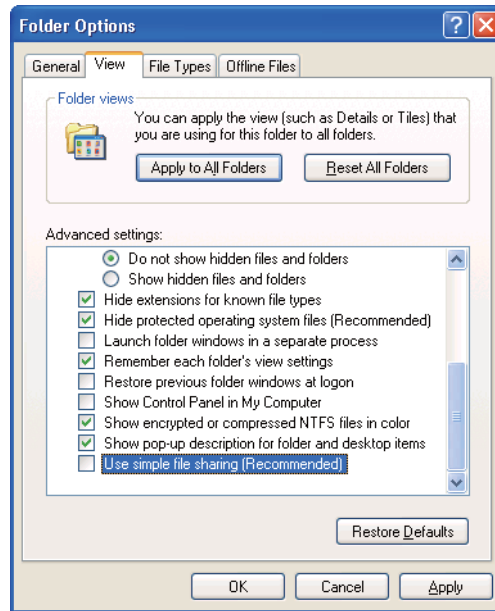 Folder Options
General View File Types Offline Files
Folder views
You can apply the view (such as Details or Tiles) that
you are using for this folder to all folders.
Apply to All Folders Reset All Folders
Advanced settings:
Do not show hidden files and folders
Show hidden files and folders
Hide extensions for known file types
Hide protected operating system files (Recommended)
Launch folder windows in a separate process
Remember each folder's view settings
Restore previous folder windows at logon
Show Control Panel in My Computer
Show encrypted or compressed NTFS files in color
Show pop-up description for folder and desktop items
Use simple file sharing (Recommended)
Restore Defaults
OK Cancel Apply